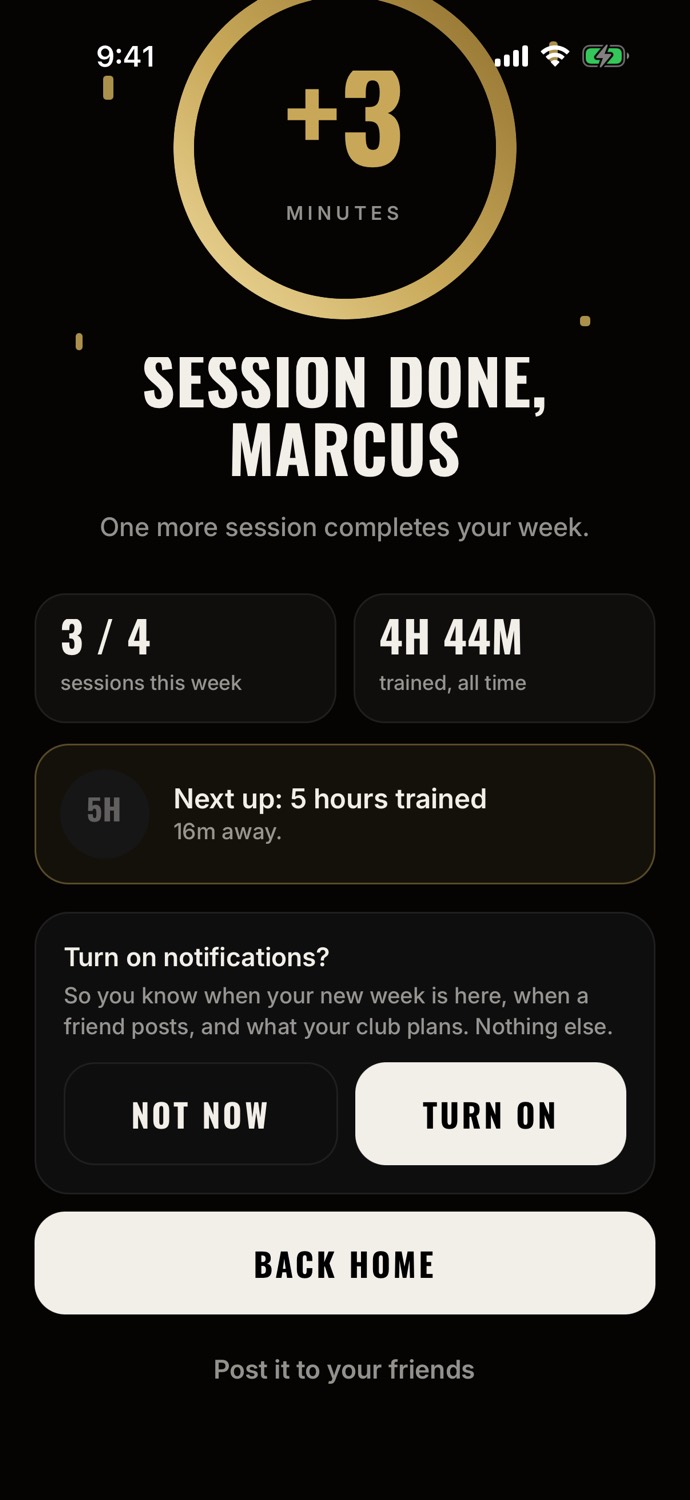 9:41
+3
MINUTES
SESSION DONE,
MARCUS
One more session completes your week.
3 / 4
sessions this week
4H 44M
trained, all time
5H
Next up: 5 hours trained
16m away.
Turn on notifications?
So you know when your new week is here, when a
friend posts, and what your club plans. Nothing else.
NOT NOW
TURN ON
BACK HOME
Post it to your friends